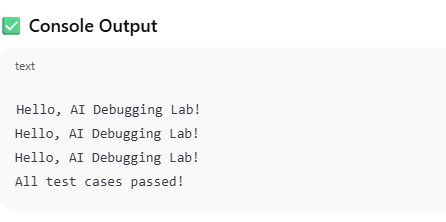 ✅ Console Output
text
Hello, AI Debugging Lab!
Hello, AI Debugging Lab!
Hello, AI Debugging Lab!
All test cases passed!